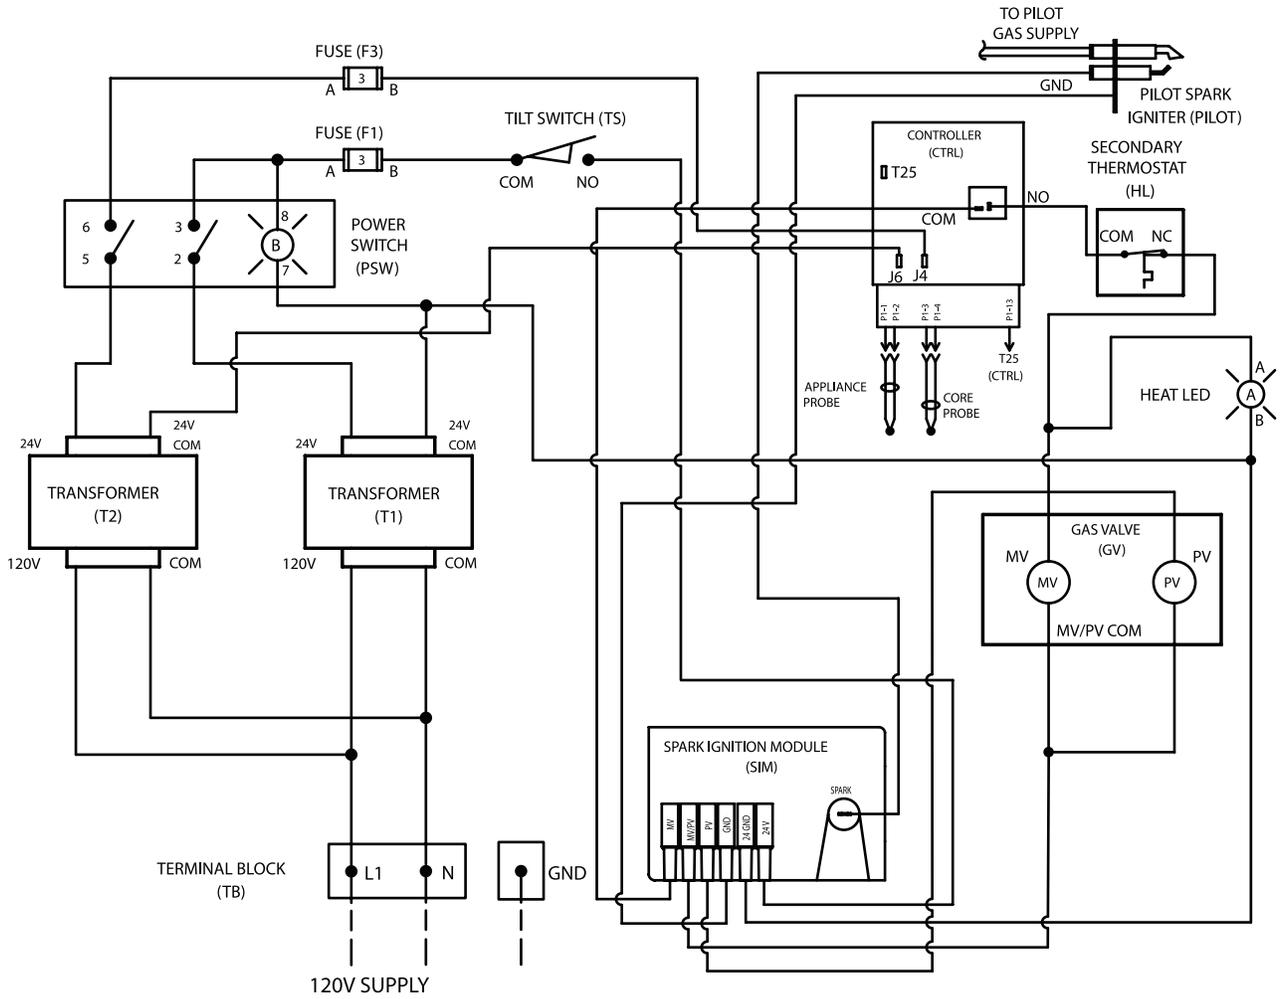 TO PILOT
GAS SUPPLY
FUSE (F3)
A 3 B
GND
PILOT SPARK
IGNITER (PILOT)
TILT SWITCH (TS)
FUSE (F1)
A 3 B
COM NO
CONTROLLER
(CTRL)
T25
COM
NO
J6 J4
P1-1
P1-2
P1-3
P1-4
P1-13
T25
(CTRL)
SECONDARY
THERMOSTAT
(HL)
COM NC
6 3 8
B
5 2 7
POWER
SWITCH
(PSW)
APPLIANCE
PROBE
CORE
PROBE
HEAT LED
A
A
B
24V
24V
COM
TRANSFORMER
(T2)
120V
COM
24V
24V
COM
TRANSFORMER
(T1)
120V
COM
GAS VALVE
(GV)
MV
PV
MV
PV
MV/PV COM
SPARK IGNITION MODULE
(SIM)
SPARK
MV
MV/PV
PV
GND
24 GND
24 V
TERMINAL BLOCK
(TB)
L1
N
GND
120V SUPPLY